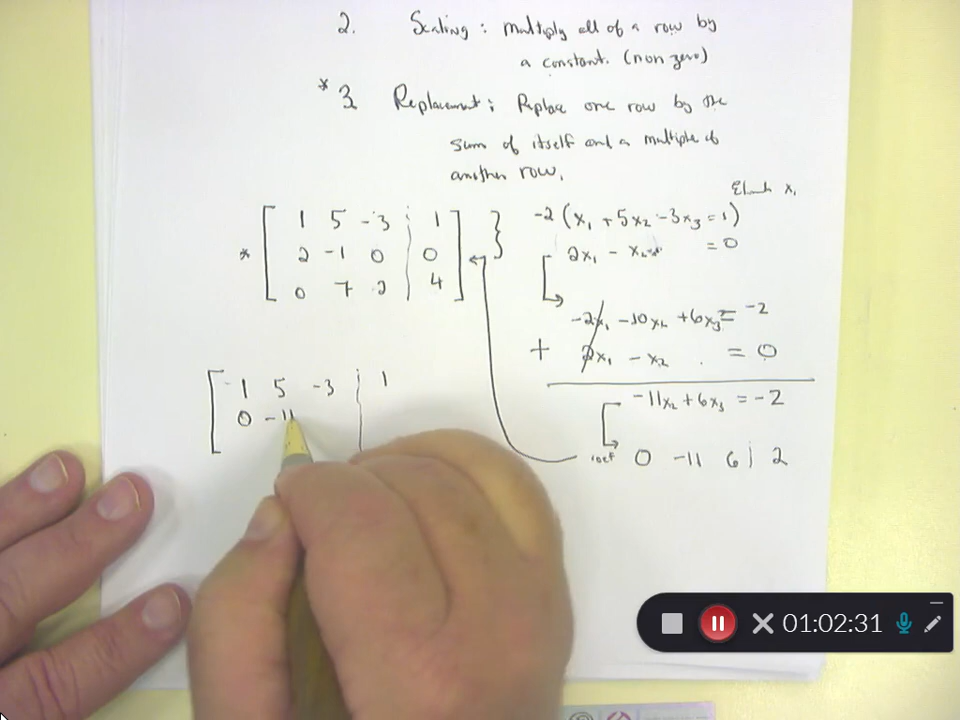 2. Scaling: Multiply all of a row by
a constant. (non zero)
* 3 Replacement: Replace one row by the
sum of itself and a multiple of
another row.
x₁
[ 1 5 -3 | 1 ] } -2 (x₁ + 5x₂ - 3x₃ = 1)
* [ 2 -1 0 | 0 ] 2x₁ - x₂ = 0
[ 0 7 2 | 4 ]
-2x₁ - 10x₂ + 6x₃ = -2
+ 2x₁ - x₂ = 0
[ 1 5 -3 | 1
-11x₂ + 6x₃ = -2
0 -11
coef 0 -11 6 | 2
01:02:31